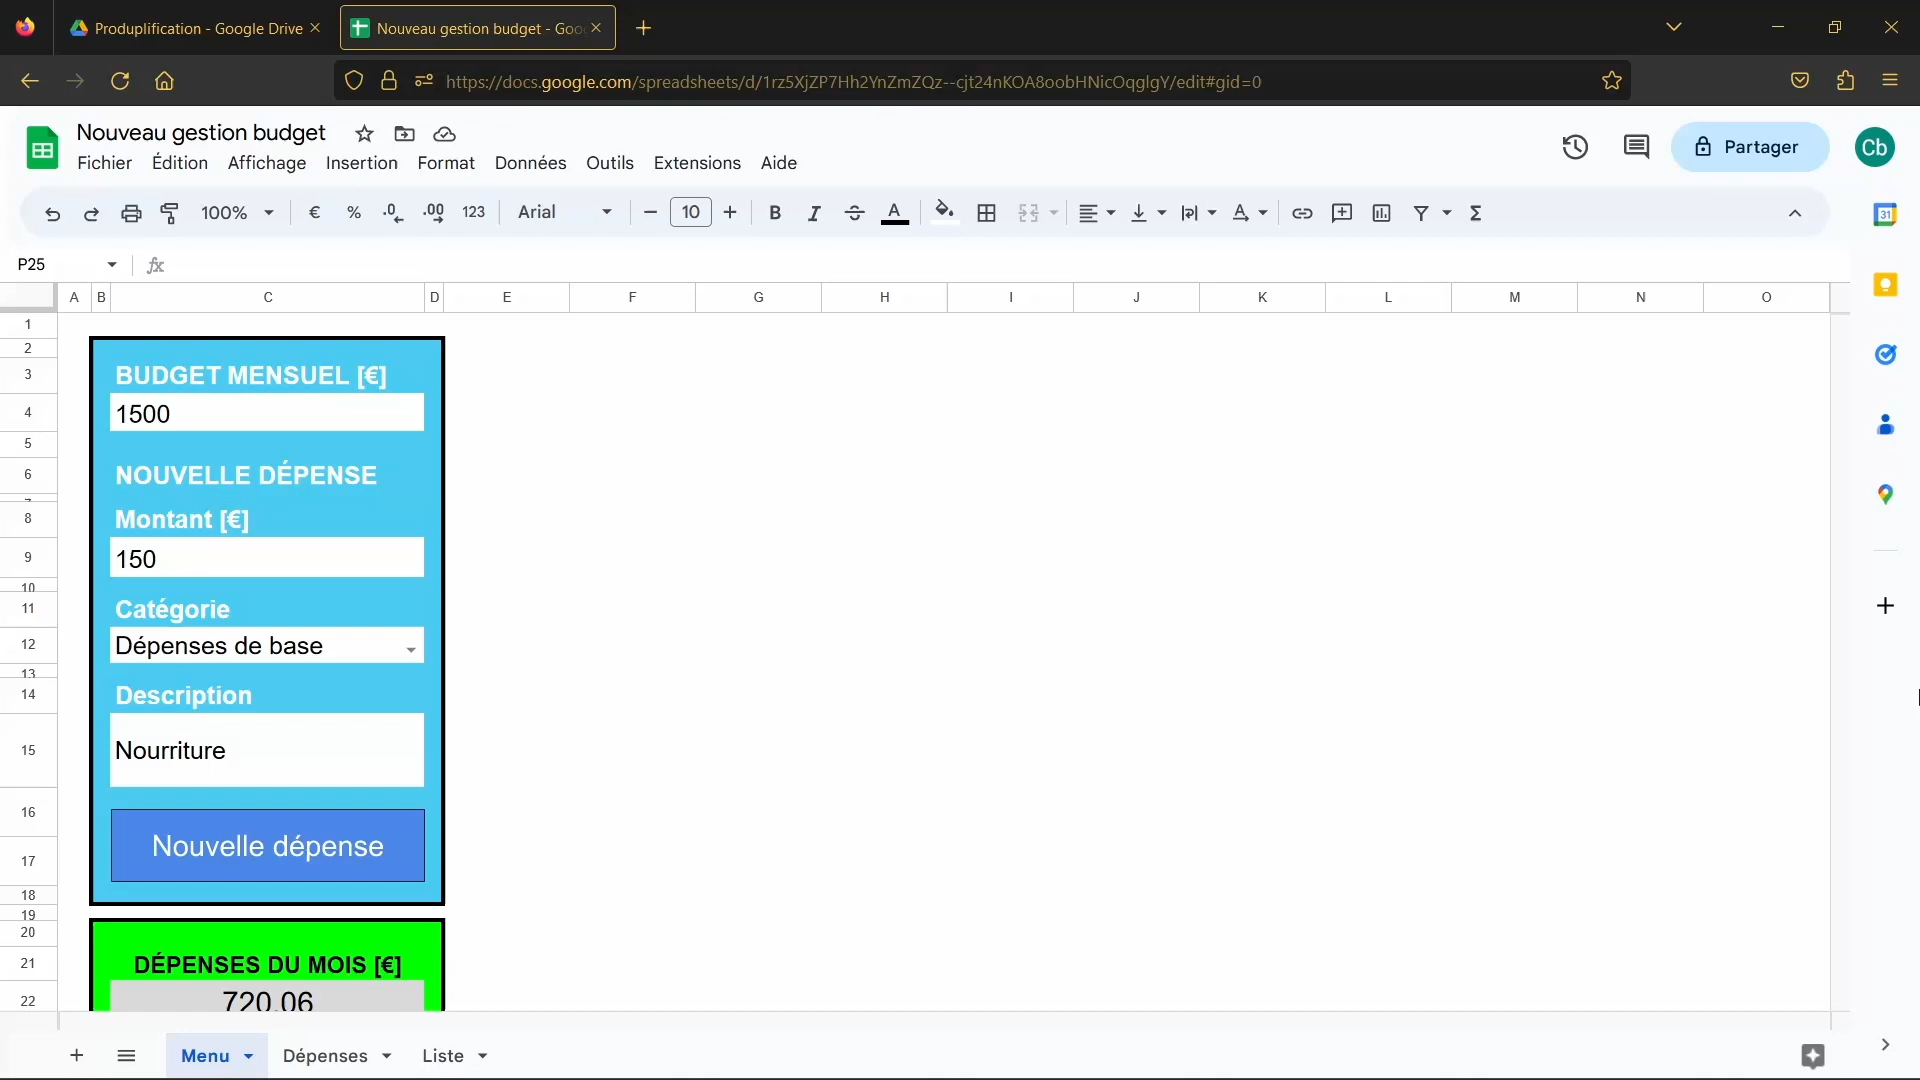 Produplification - Google Drive
Nouveau gestion budget - Goo
https://docs.google.com/spreadsheets/d/1rz5XjZP7Hh2YnZmZQz--cjt24nKOA8oobHNicOqglgY/edit#gid=0
Nouveau gestion budget
Fichier Édition Affichage Insertion Format Données Outils Extensions Aide
Partager
Cb
100% € % .0 .00 123 Arial 10 B I A
31
P25 fx
A B C D E F G H I J K L M N O
1
2
3 BUDGET MENSUEL [€]
4 1500
5
6 NOUVELLE DÉPENSE
8 Montant [€]
9 150
10
11 Catégorie
12 Dépenses de base
13
14 Description
15 Nourriture
16
Nouvelle dépense
17
18
19
20
21 DÉPENSES DU MOIS [€]
22 720.06
Menu Dépenses Liste